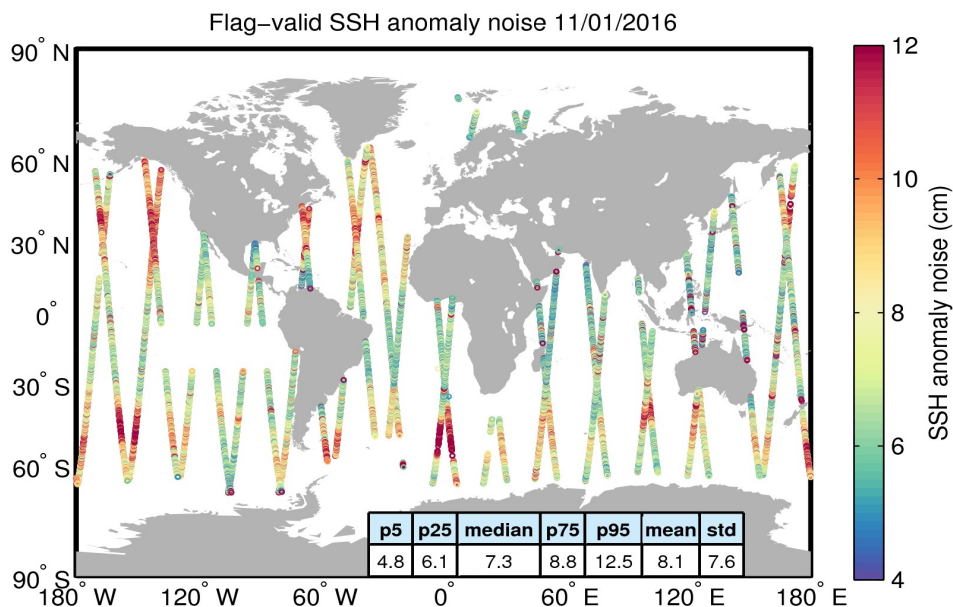 Flag−valid SSH anomaly noise 11/01/2016
90° N
60° N
30° N
0°
30° S
60° S
90° S
180° W 120° W 60° W 0° 60° E 120° E 180° E
p5 p25 median p75 p95 mean std
4.8 6.1 7.3 8.8 12.5 8.1 7.6
12
10
8
6
4
SSH anomaly noise (cm)